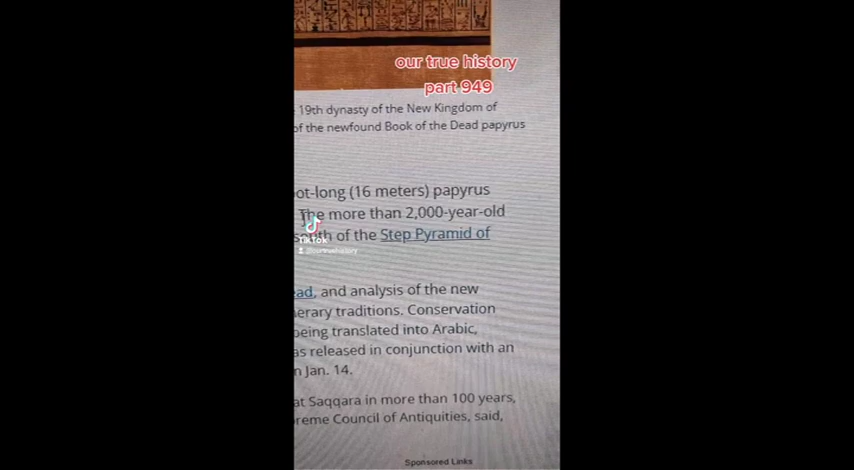 our true history
part 949
19th dynasty of the New Kingdom of
of the newfound Book of the Dead papyrus
ot-long (16 meters) papyrus
The more than 2,000-year-old
south of the Step Pyramid of
TikTok
ad, and analysis of the new
erary traditions. Conservation
being translated into Arabic,
as released in conjunction with an
n Jan. 14.
at Saqqara in more than 100 years,
reme Council of Antiquities, said,
Sponsored Links